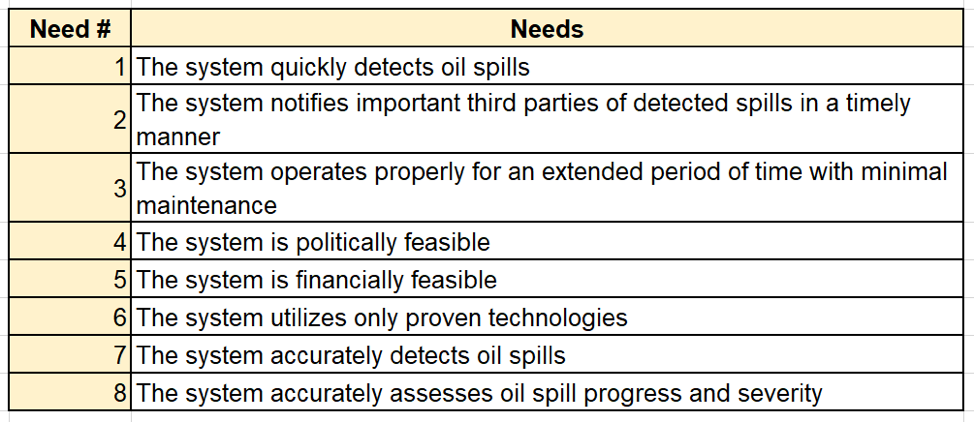 Need # Needs
1 The system quickly detects oil spills
The system notifies important third parties of detected spills in a timely
2 manner
The system operates properly for an extended period of time with minimal
3 maintenance
4 The system is politically feasible
5 The system is financially feasible
6 The system utilizes only proven technologies
7 The system accurately detects oil spills
8 The system accurately assesses oil spill progress and severity